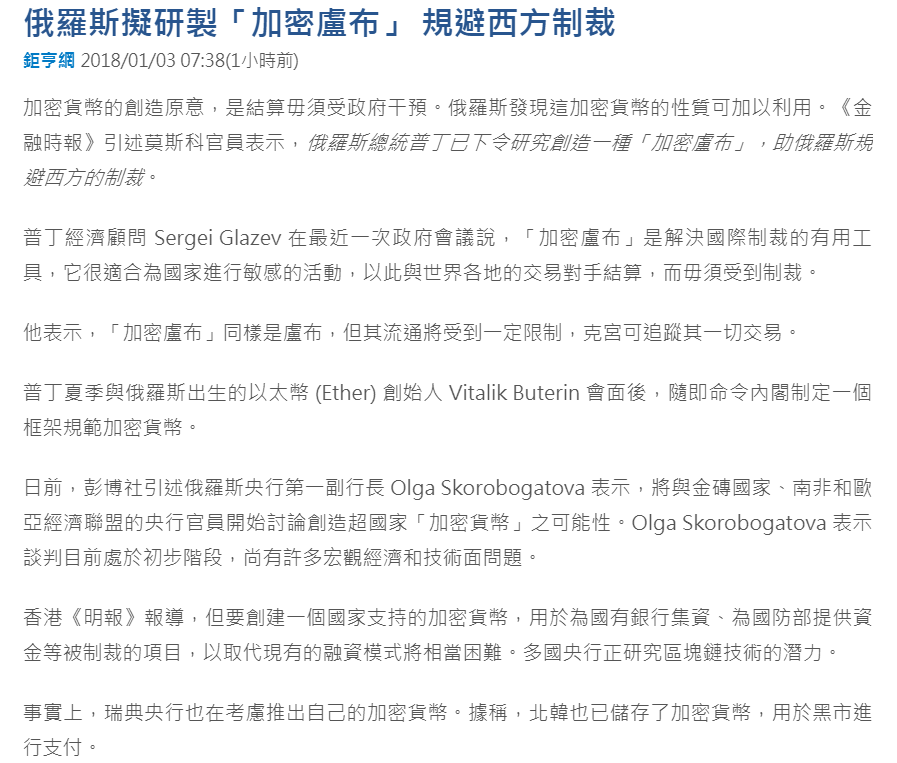 俄羅斯擬研製「加密盧布」 規避西方制裁
鉅亨網 2018/01/03 07:38(1小時前)
加密貨幣的創造原意，是結算毋須受政府干預。俄羅斯發現這加密貨幣的性質可加以利用。《金
融時報》引述莫斯科官員表示，俄羅斯總統普丁已下令研究創造一種「加密盧布」，助俄羅斯規
避西方的制裁。
普丁經濟顧問 Sergei Glazev 在最近一次政府會議說，「加密盧布」是解決國際制裁的有用工
具，它很適合為國家進行敏感的活動，以此與世界各地的交易對手結算，而毋須受到制裁。
他表示，「加密盧布」同樣是盧布，但其流通將受到一定限制，克宮可追蹤其一切交易。
普丁夏季與俄羅斯出生的以太幣 (Ether) 創始人 Vitalik Buterin 會面後，隨即命令內閣制定一個
框架規範加密貨幣。
日前，彭博社引述俄羅斯央行第一副行長 Olga Skorobogatova 表示，將與金磚國家、南非和歐
亞經濟聯盟的央行官員開始討論創造超國家「加密貨幣」之可能性。Olga Skorobogatova 表示
談判目前處於初步階段，尚有許多宏觀經濟和技術面問題。
香港《明報》報導，但要創建一個國家支持的加密貨幣，用於為國有銀行集資、為國防部提供資
金等被制裁的項目，以取代現有的融資模式將相當困難。多國央行正研究區塊鏈技術的潛力。
事實上，瑞典央行也在考慮推出自己的加密貨幣。據稱，北韓也已儲存了加密貨幣，用於黑市進
行支付。